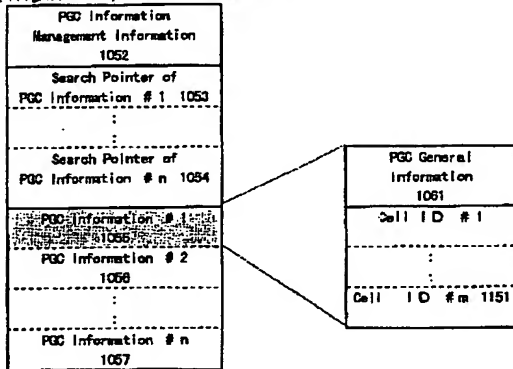 PGC Information
Management Information
1052
Search Pointer of
PGC Information # 1 1053
Search Pointer of
PGC Information # n 1054
PGC Information # 1
1055
PGC Information # 2
1056
PGC Information # n
1057
PGC General
Information
1061
Cell ID # 1
Cell ID # m 1151